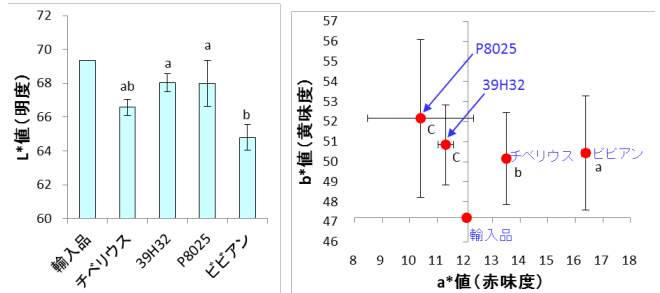 72
70
68
66
64
62
60
L*値(明度)
ab
a
a
b
輸入品
チベリウス
39H32
P8025
ビビアン
57
56
55
54
53
52
51
50
49
48
47
46
b*値(黄味度)
P8025
39H32
C
C
チベリウス
b
ビビアン
a
輸入品
8 9 10 11 12 13 14 15 16 17 18
a*値(赤味度)